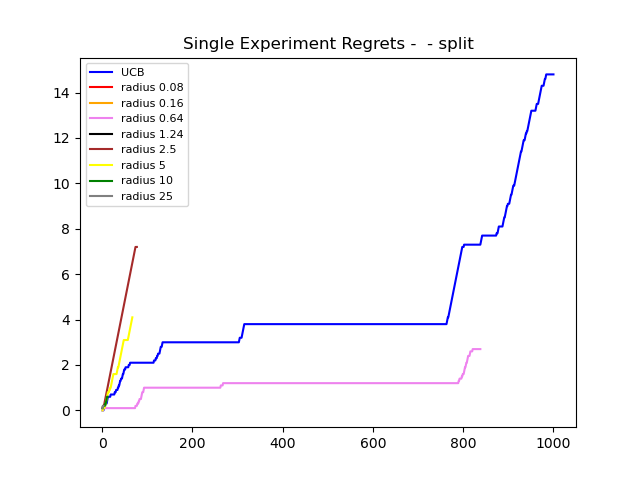 Single Experiment Regrets -  - split
UCB
radius 0.08
radius 0.16
radius 0.64
radius 1.24
radius 2.5
radius 5
radius 10
radius 25
14
12
10
8
6
4
2
0
0 200 400 600 800 1000